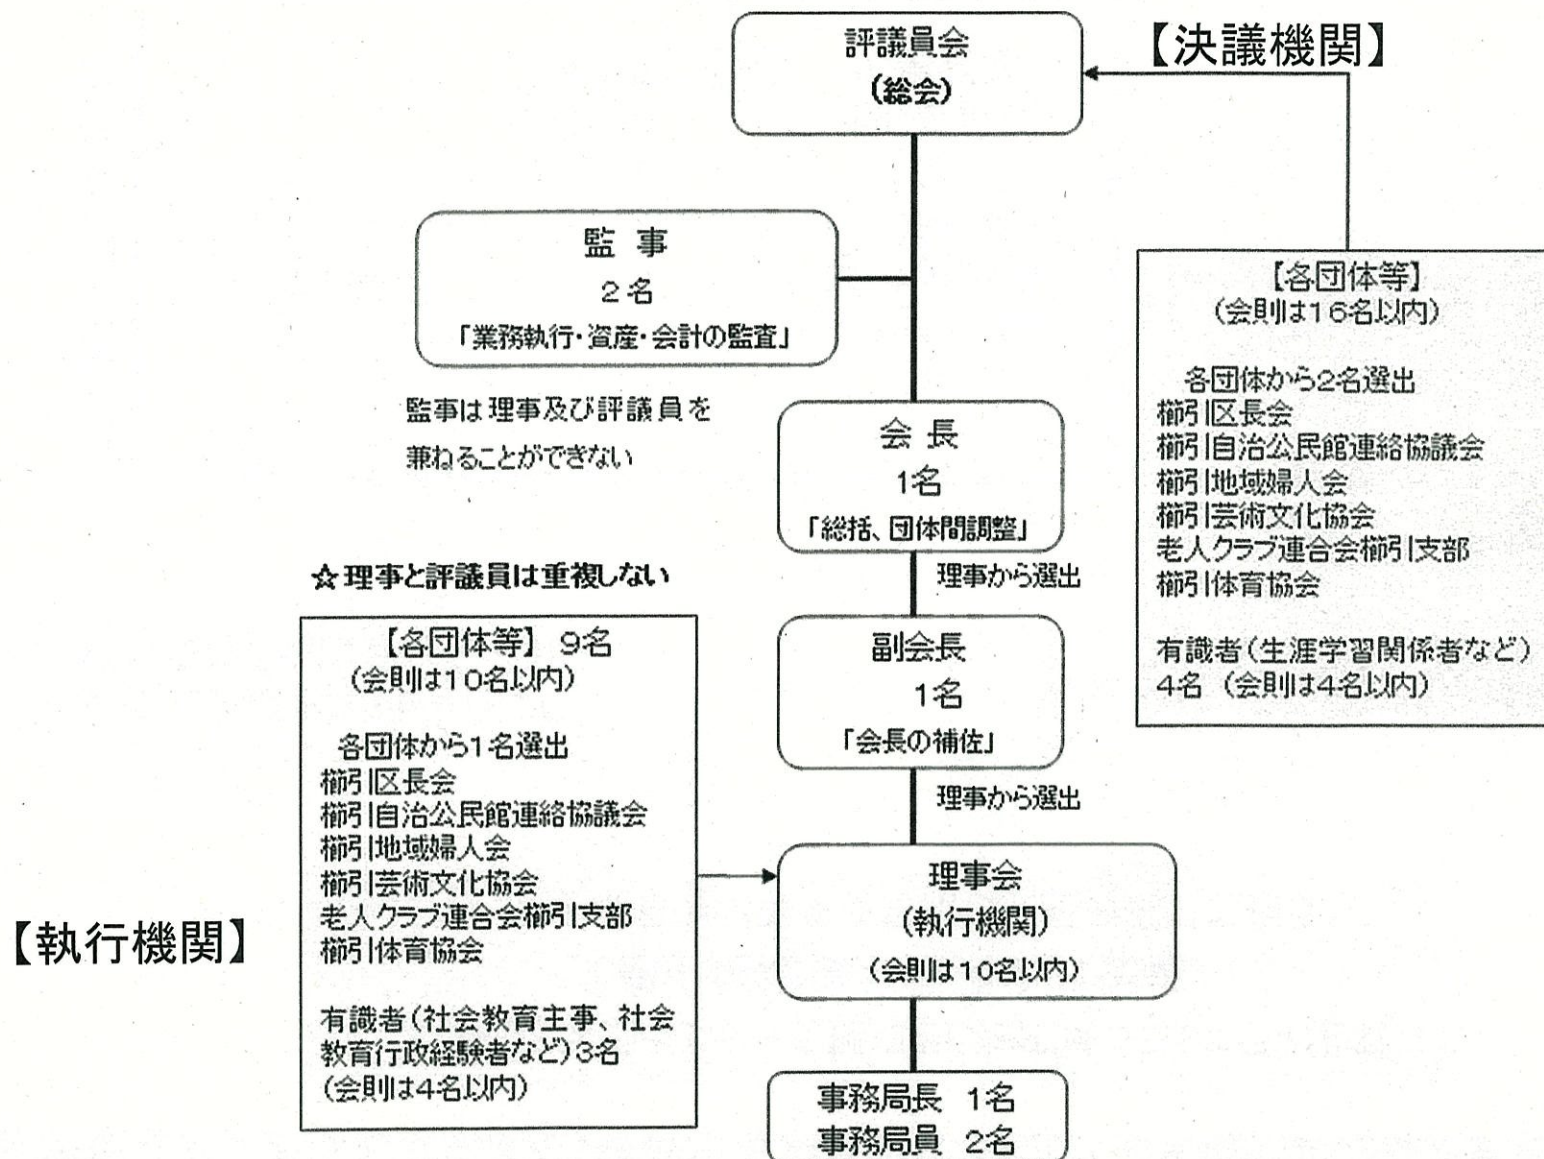 評議員会
(総会)
【決議機関】
監 事
2名
「業務執行・資産・会計の監査」
監事は理事及び評議員を
兼ねることができない
【各団体等】
(会則は16名以内)
各団体から2名選出
櫛引区長会
櫛引自治公民館連絡協議会
櫛引地域婦人会
櫛引芸術文化協会
老人クラブ連合会櫛引支部
櫛引体育協会
有識者(生涯学習関係者など)
4名 (会則は4名以内)
会 長
1名
「総括、団体間調整」
理事から選出
☆理事と評議員は重複しない
【各団体等】 9名
(会則は10名以内)
各団体から1名選出
櫛引区長会
櫛引自治公民館連絡協議会
櫛引地域婦人会
櫛引芸術文化協会
老人クラブ連合会櫛引支部
櫛引体育協会
有識者(社会教育主事、社会
教育行政経験者など)3名
(会則は4名以内)
副会長
1名
「会長の補佐」
理事から選出
【執行機関】
理事会
(執行機関)
(会則は10名以内)
事務局長 1名
事務局員 2名